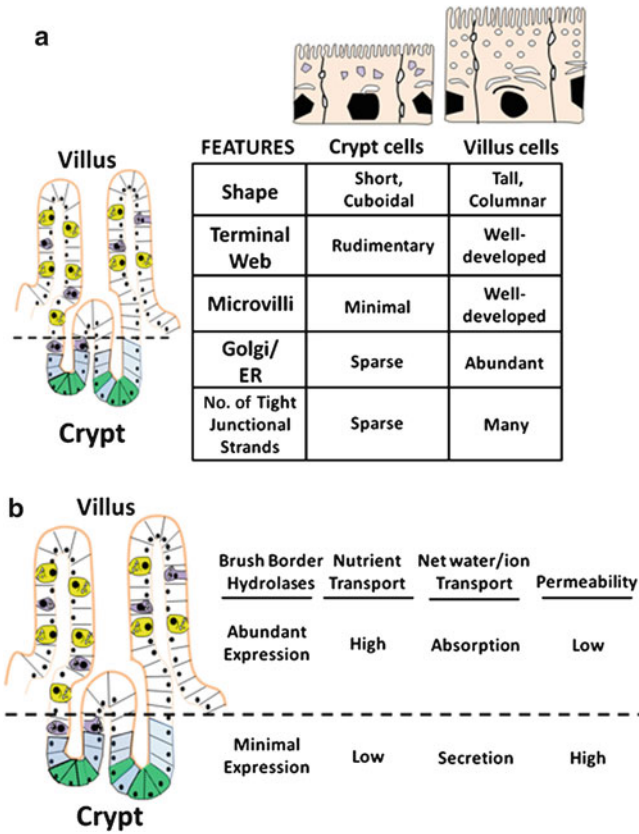 a
Villus
Crypt
FEATURES Crypt cells Villus cells
Shape Short, Cuboidal Tall, Columnar
Terminal Web Rudimentary Well-developed
Microvilli Minimal Well-developed
Golgi/ ER Sparse Abundant
No. of Tight Junctional Strands Sparse Many
b
Villus
Crypt
Brush Border Hydrolases Nutrient Transport Net water/ion Transport Permeability
Abundant Expression High Absorption Low
Minimal Expression Low Secretion High